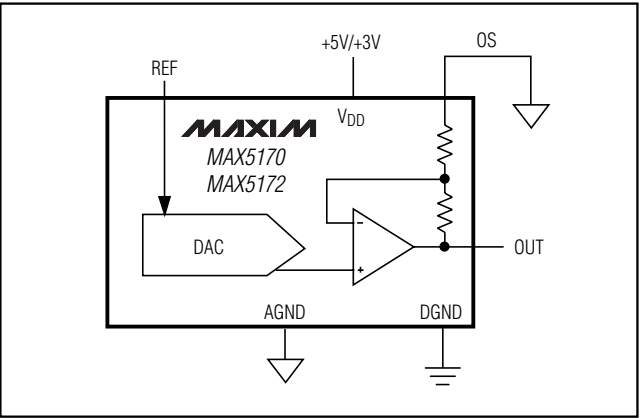 +5V/+3V
OS
REF
VDD
MAXIM
MAX5170
MAX5172
DAC
-
+
OUT
AGND
DGND